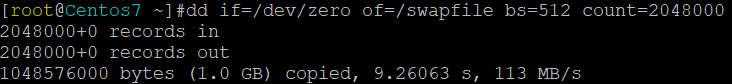 [root@Centos7 ~]#dd if=/dev/zero of=/swapfile bs=512 count=2048000
2048000+0 records in
2048000+0 records out
1048576000 bytes (1.0 GB) copied, 9.26063 s, 113 MB/s